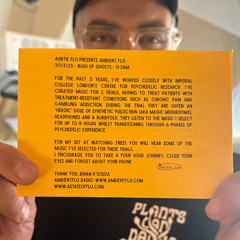 AUNTIE FLO PRESENTS AMBIENT FLO
30/5/23 - BUSH OF GHOSTS - 11-2AM
FOR THE PAST 2 YEARS, I'VE WORKED CLOSELY WITH IMPERIAL
COLLEGE LONDON'S CENTRE FOR PSYCHEDELIC RESEARCH. I'VE
CURATED MUSIC FOR 2 TRIALS, HOPING TO TREAT PATIENTS WITH
TREATMENT-RESISTANT CONDITIONS SUCH AS CHRONIC PAIN AND
GAMBLING ADDICTION. DURING THE TRIAL THEY ARE GIVEN AN
'HEROIC' DOSE OF SYNTHETIC PSILOCYBIN (AKA MAGIC MUSHROOMS),
HEADPHONES AND A BLINDFOLD. THEY LISTEN TO THE MUSIC I SELECT
FOR UP TO 8 HOURS WHILST TRANSITIONING THROUGH 6 PHASES OF
PSYCHEDELIC EXPERIENCE.
FOR MY SET AT WATCHING TREES YOU WILL HEAR SOME OF THE
MUSIC I'VE SELECTED FOR THESE TRIALS.
I ENCOURAGE YOU TO TAKE A FOUR HOUR JOURNEY, CLOSE YOUR
EYES AND FORGET ABOUT YOUR PHONE
THANK YOU, BRIAN D'SOUZA
AMBIENTFLO RADIO: WWW.AMBIENTFLO.COM
WWW.ASTATEOFFLO.COM
PLANTS
CAN
DANCE